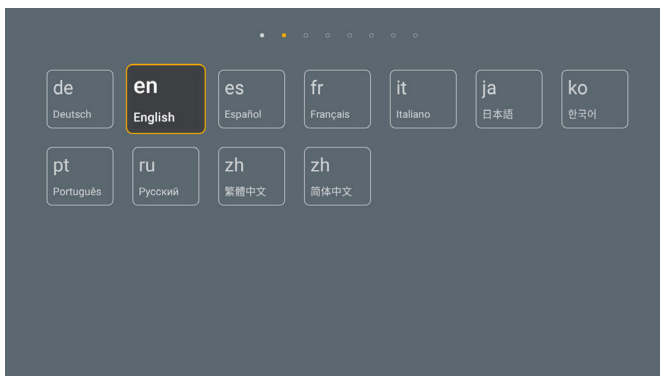 de
Deutsch
en
English
es
Español
fr
Français
it
Italiano
ja
日本語
ko
한국어
pt
Português
ru
Русский
zh
繁體中文
zh
简体中文